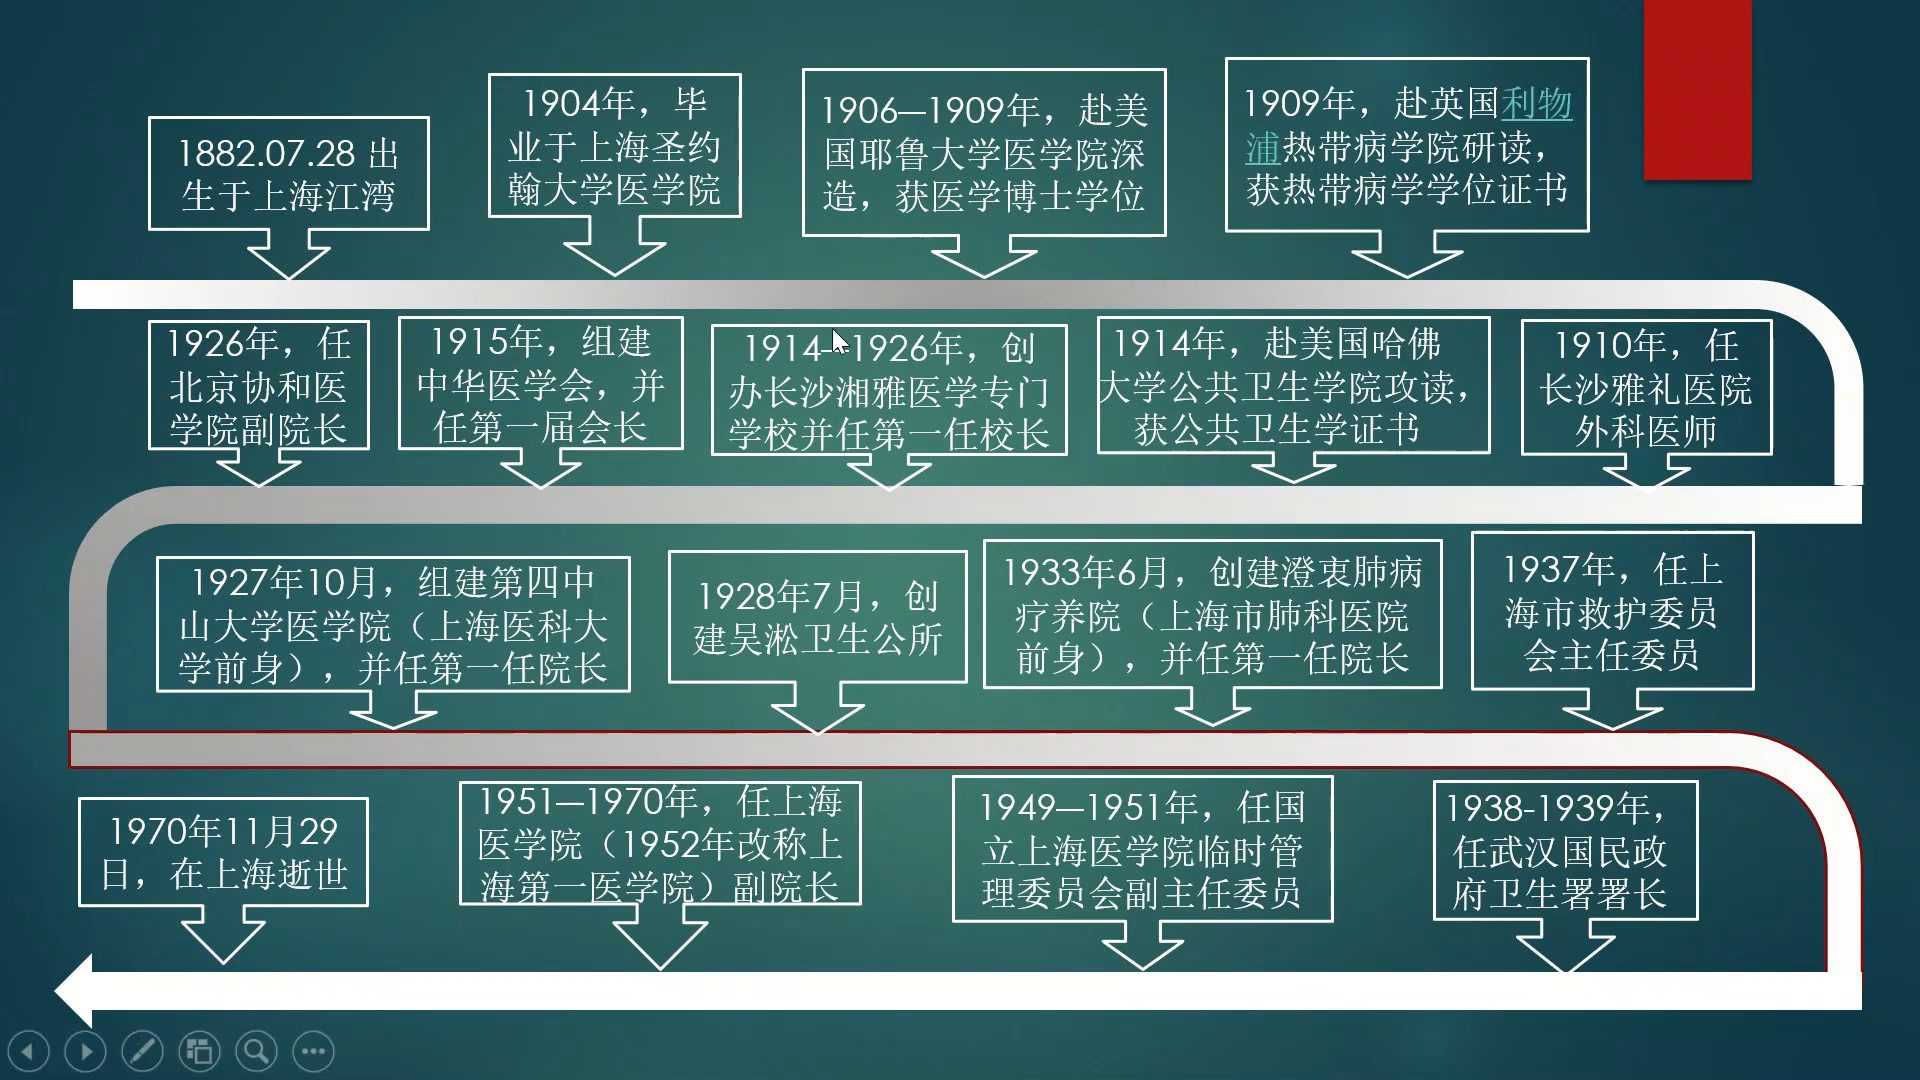 1882.07.28 出
生于上海江湾
1904年，毕
业于上海圣约
翰大学医学院
1906—1909年，赴美
国耶鲁大学医学院深
造，获医学博士学位
1909年，赴英国利物
浦热带病学院研读，
获热带病学学位证书
1926年，任
北京协和医
学院副院长
1915年，组建
中华医学会，并
任第一届会长
1914—1926年，创
办长沙湘雅医学专门
学校并任第一任校长
1914年，赴美国哈佛
大学公共卫生学院攻读，
获公共卫生学证书
1910年，任
长沙雅礼医院
外科医师
1927年10月，组建第四中
山大学医学院（上海医科大
学前身），并任第一任院长
1928年7月，创
建吴淞卫生公所
1933年6月，创建澄衷肺病
疗养院（上海市肺科医院
前身），并任第一任院长
1937年，任上
海市救护委员
会主任委员
1970年11月29
日，在上海逝世
1951—1970年，任上海
医学院（1952年改称上
海第一医学院）副院长
1949—1951年，任国
立上海医学院临时管
理委员会副主任委员
1938-1939年，
任武汉国民政
府卫生署署长